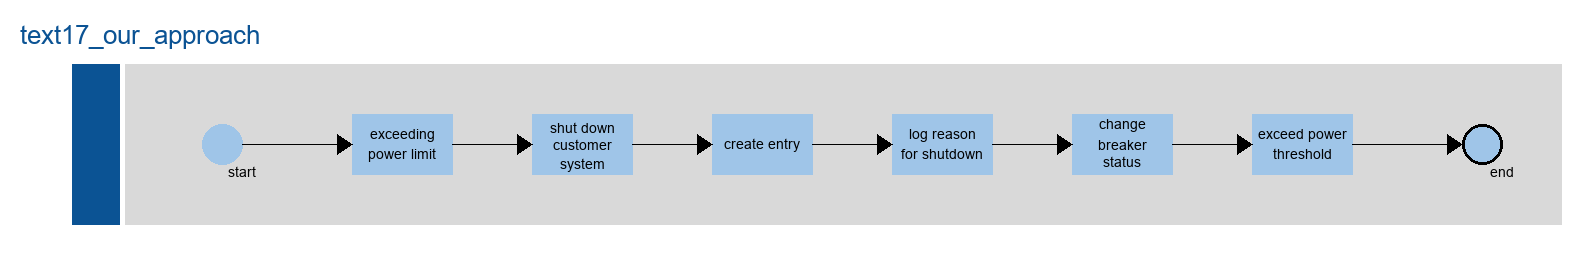 text17_our_approach
start
exceeding
power limit
shut down
customer
system
create entry
log reason
for shutdown
change
breaker
status
exceed power
threshold
end